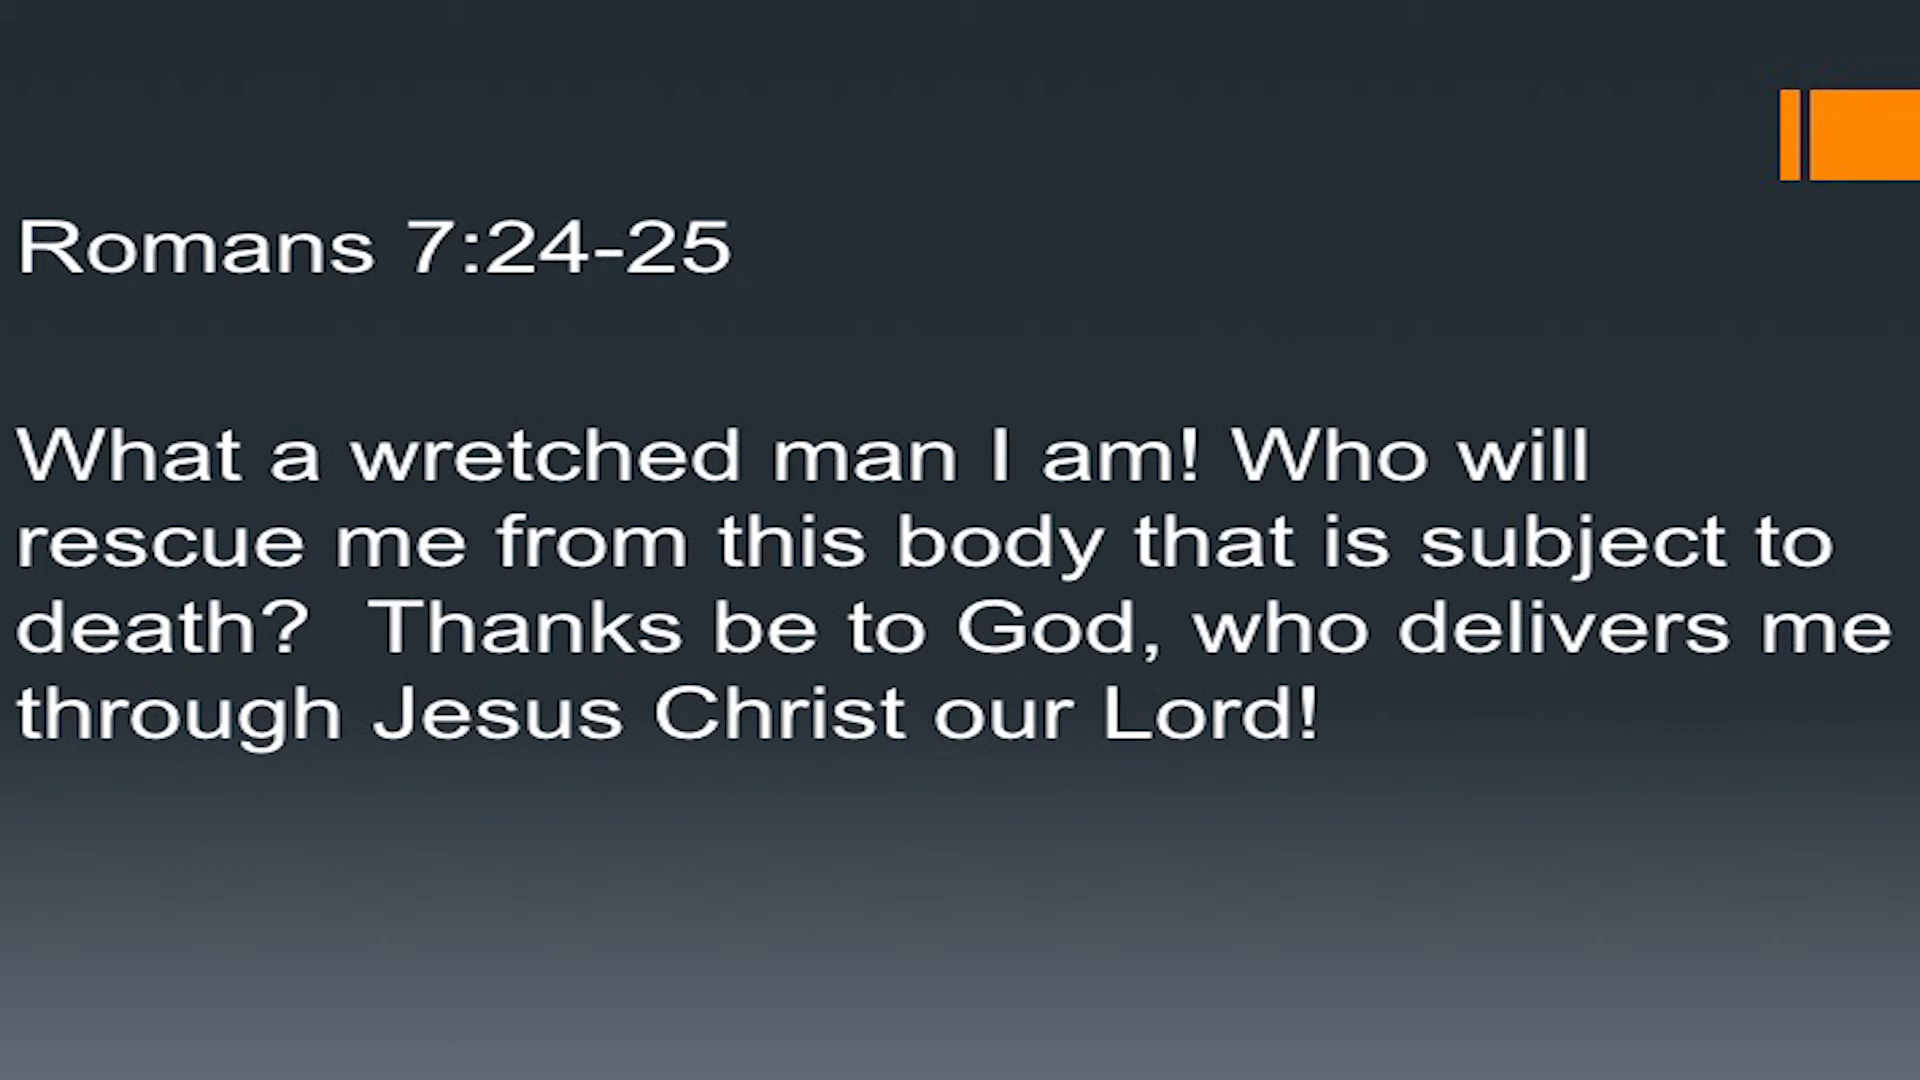 Romans 7:24-25
What a wretched man I am! Who will
rescue me from this body that is subject to
death?  Thanks be to God, who delivers me
through Jesus Christ our Lord!